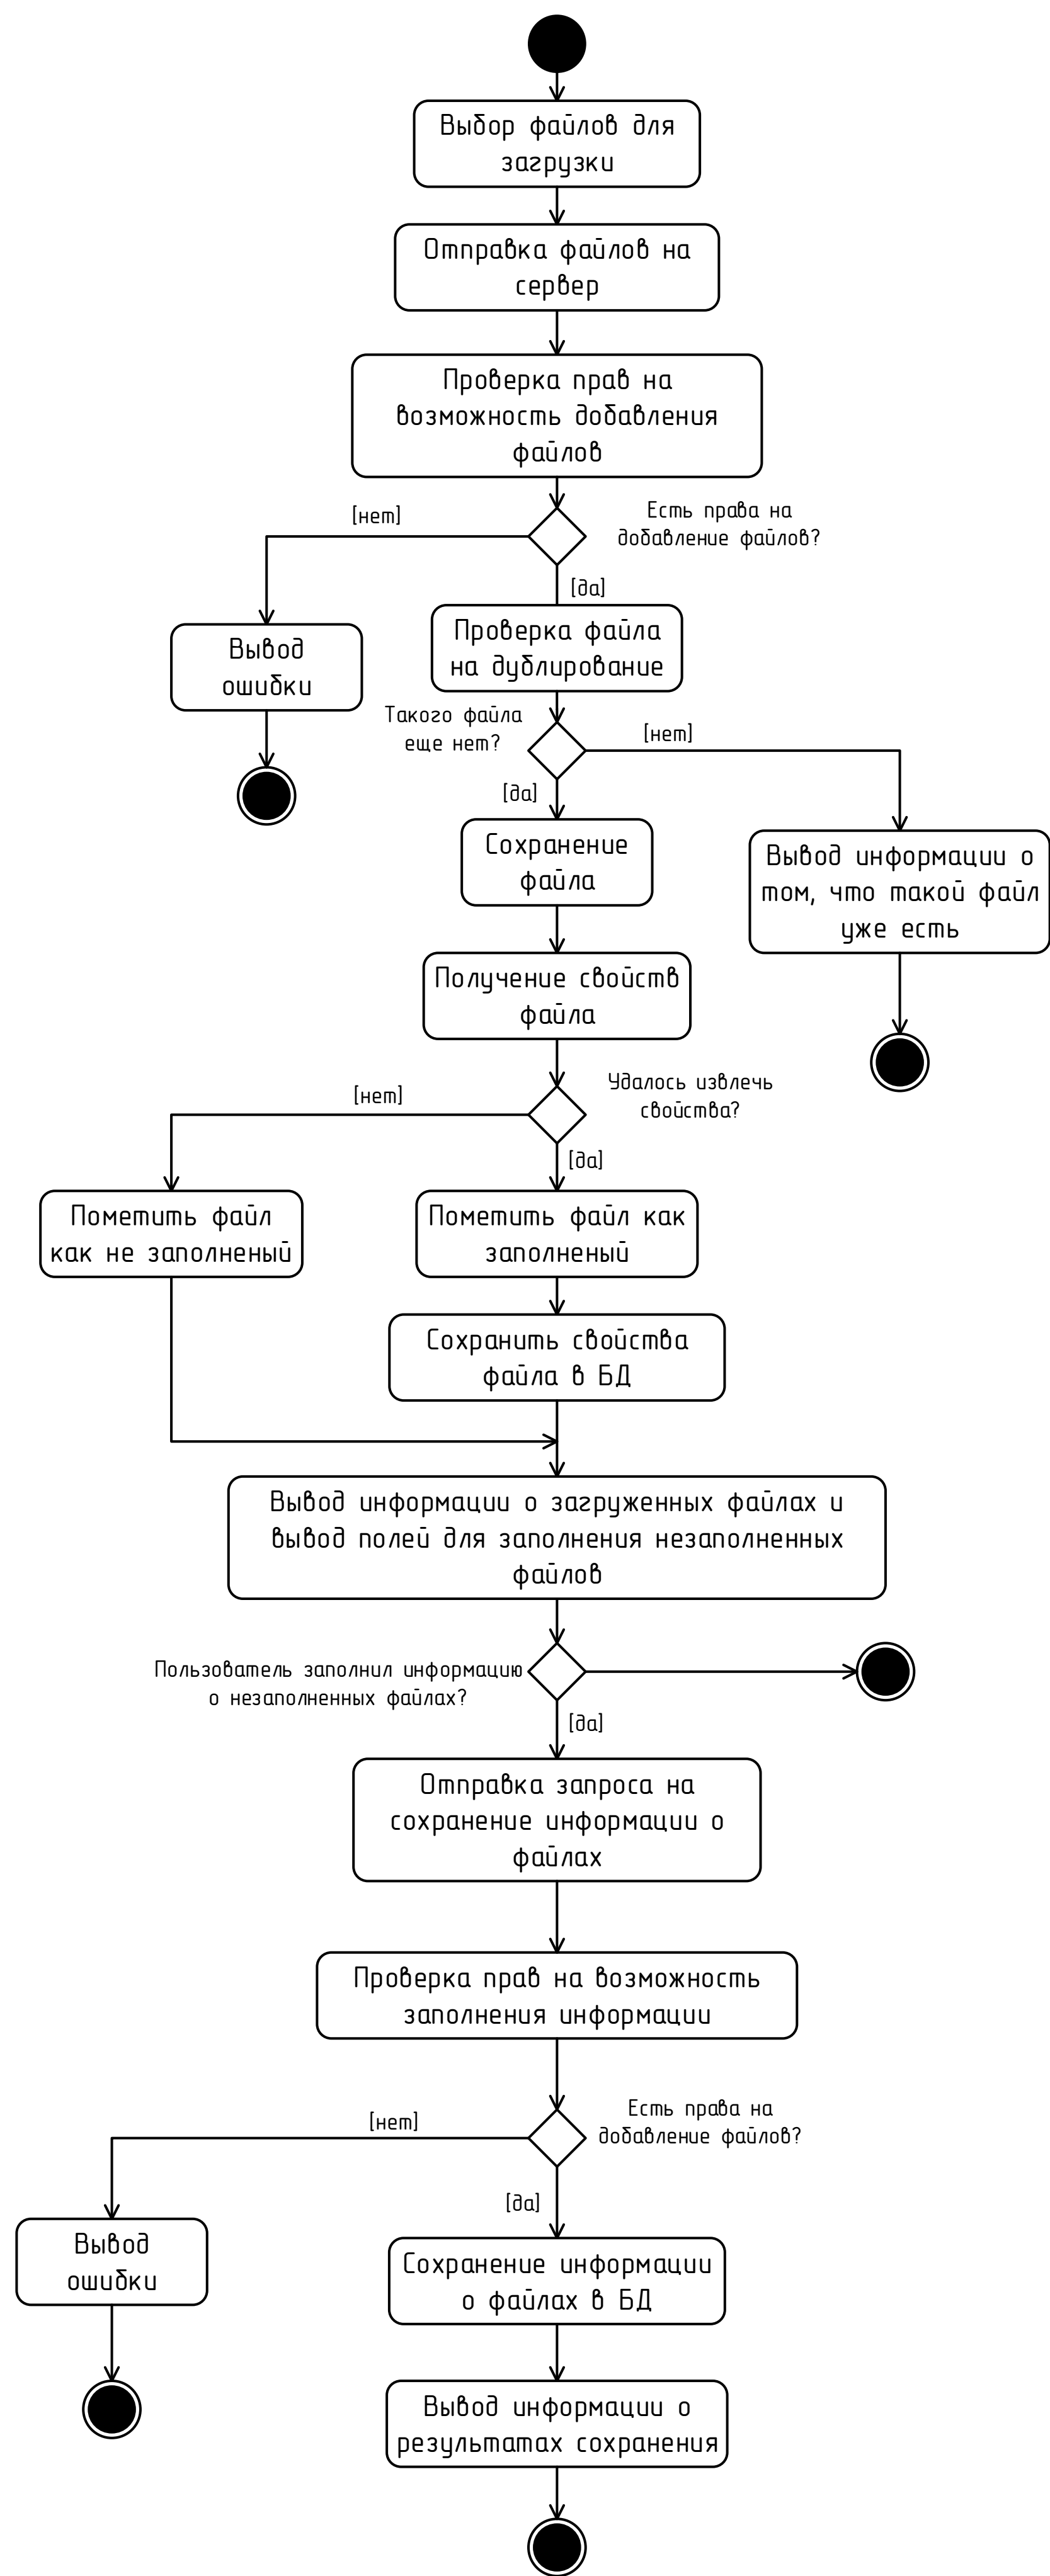 Выбор файлов для
загрузки
Отправка файлов на
сервер
Проверка прав на
возможность добавления
файлов
[нет]
Есть права на
добавление файлов?
[да]
Вывод
ошибки
Проверка файла
на дублирование
Такого файла
еще нет?
[нет]
[да]
Сохранение
файла
Вывод информации о
том, что такой файл
уже есть
Получение свойств
файла
[нет]
Удалось извлечь
свойства?
[да]
Пометить файл
как не заполненый
Пометить файл как
заполненый
Сохранить свойства
файла в БД
Вывод информации о загруженных файлах и
вывод полей для заполнения незаполненных
файлов
Пользователь заполнил информацию
о незаполненных файлах?
[да]
Отправка запроса на
сохранение информации о
файлах
Проверка прав на возможность
заполнения информации
[нет]
Есть права на
добавление файлов?
[да]
Вывод
ошибки
Сохранение информации
о файлах в БД
Вывод информации о
результатах сохранения